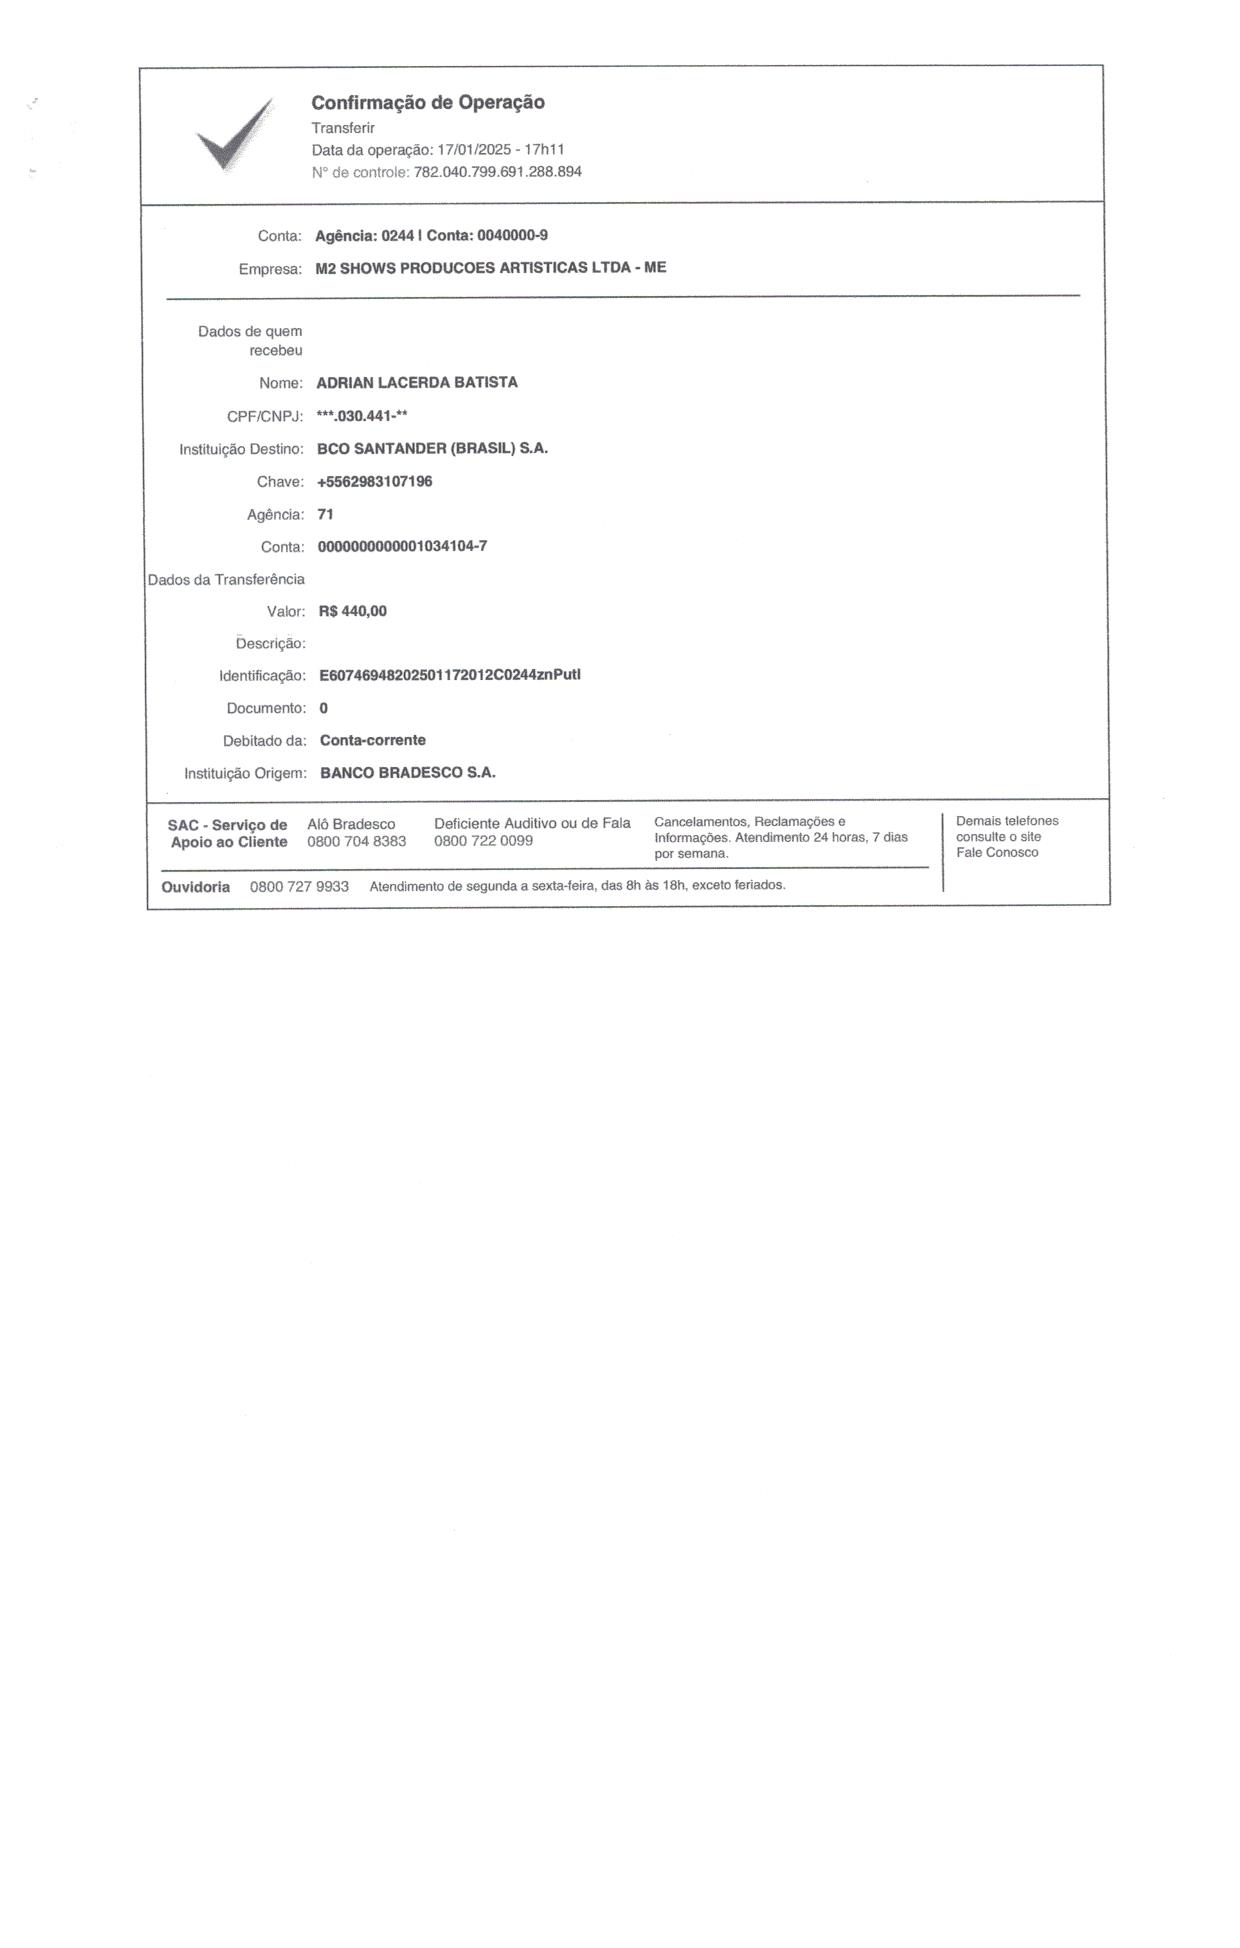 Confirmação de Operação
Transferir
Data da operação: 17/01/2025 - 17h11
N° de controle: 782.040.799.691.288.894
Conta: Agência: 0244 | Conta: 0040000-9
Empresa: M2 SHOWS PRODUCOES ARTISTICAS LTDA - ME
Dados de quem
recebeu
Nome: ADRIAN LACERDA BATISTA
CPF/CNPJ: ***.030.441-**
Instituição Destino: BCO SANTANDER (BRASIL) S.A.
Chave: +5562983107196
Agência: 71
Conta: 0000000000001034104-7
Dados da Transferência
Valor: R$ 440,00
Descrição:
Identificação: E60746948202501172012C0244znPutI
Documento: 0
Debitado da: Conta-corrente
Instituição Origem: BANCO BRADESCO S.A.
SAC - Serviço de
Apoio ao Cliente
Alô Bradesco
0800 704 8383
Deficiente Auditivo ou de Fala
0800 722 0099
Cancelamentos, Reclamações e
Informações. Atendimento 24 horas, 7 dias
por semana.
Demais telefones
consulte o site
Fale Conosco
Ouvidoria 0800 727 9933 Atendimento de segunda a sexta-feira, das 8h às 18h, exceto feriados.